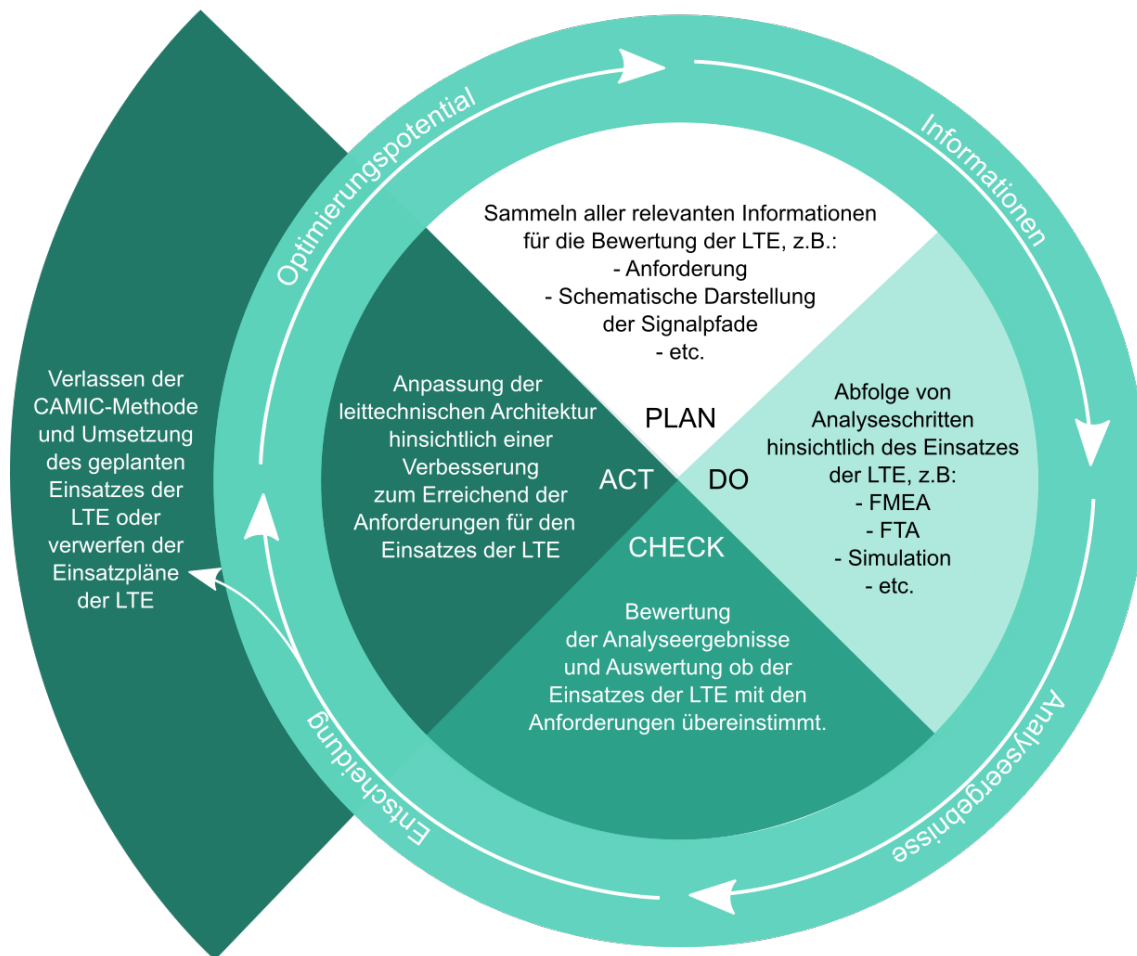 Optimierungspotential
Informationen
Sammeln aller relevanten Informationen
für die Bewertung der LTE, z.B.:
- Anforderung
- Schematische Darstellung
der Signalpfade
- etc.
PLAN
Abfolge von
Analyseschritten
hinsichtlich des Einsatzes
der LTE, z.B:
- FMEA
- FTA
- Simulation
- etc.
DO
Analyseergebnisse
CHECK
Bewertung
der Analyseergebnisse
und Auswertung ob der
Einsatzes der LTE mit den
Anforderungen übereinstimmt.
Entscheidung
ACT
Anpassung der
leittechnischen Architektur
hinsichtlich einer
Verbesserung
zum Erreichend der
Anforderungen für den
Einsatzes der LTE
Verlassen der
CAMIC-Methode
und Umsetzung
des geplanten
Einsatzes der
LTE oder
verwerfen der
Einsatzpläne
der LTE